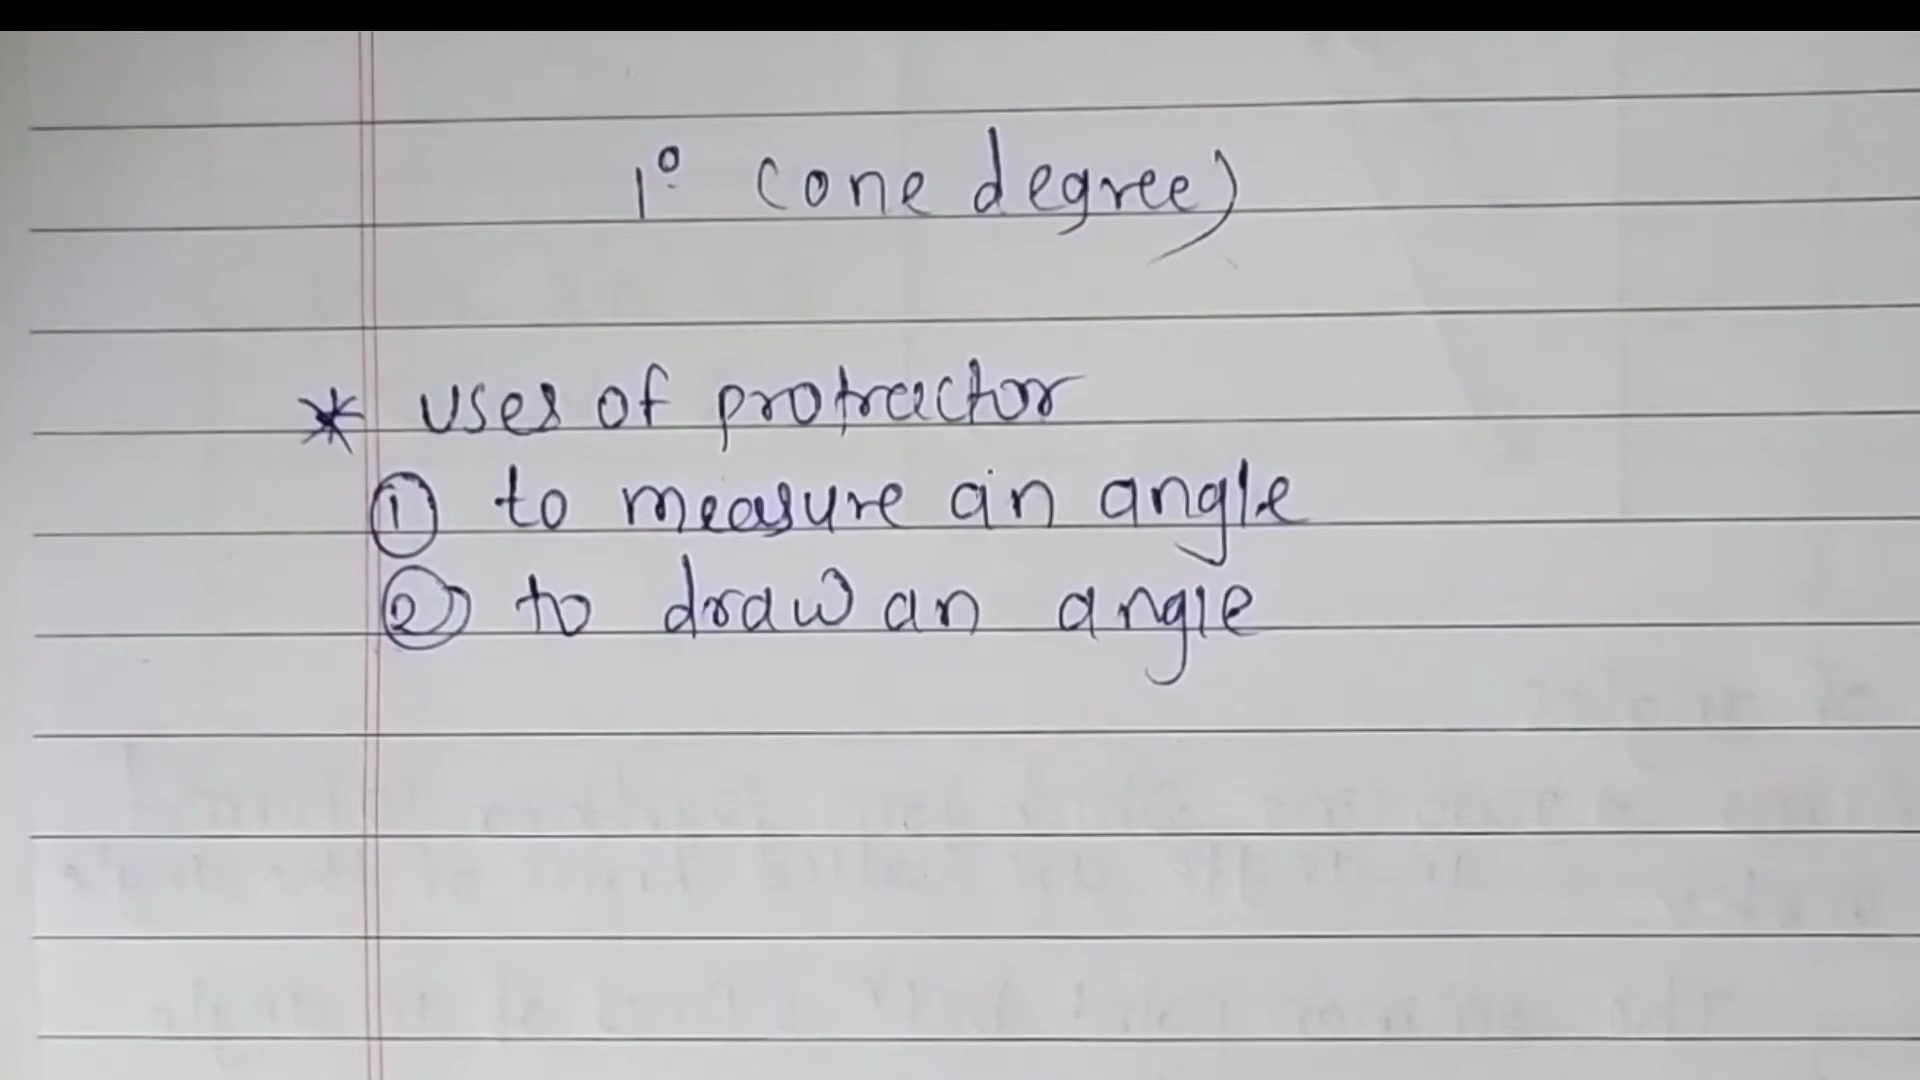 1° (one degree)
* uses of protractor
① to measure an angle
② to draw an angle